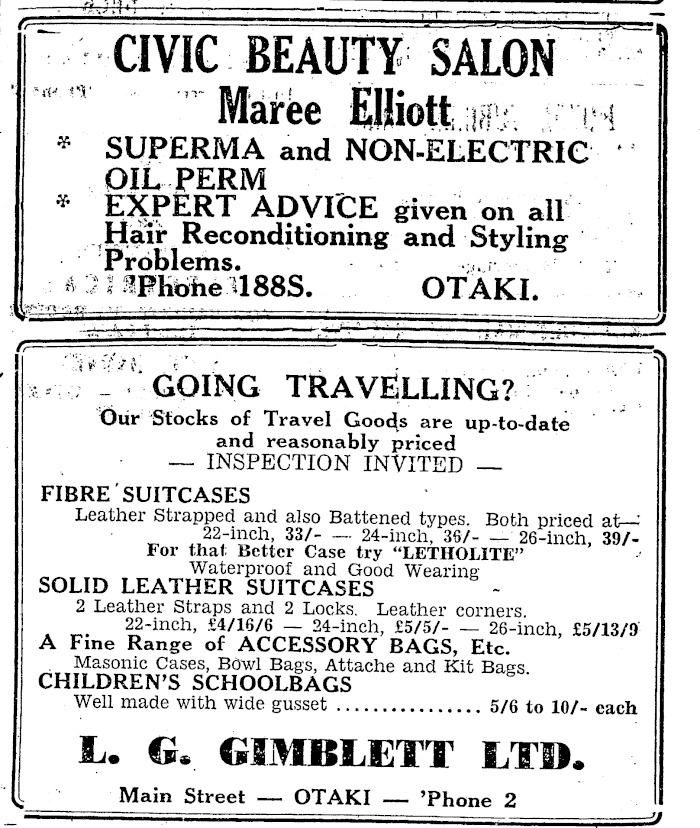 CIVIC BEAUTY SALON
Maree Elliott
* SUPERMA and NON-ELECTRIC
OIL PERM
* EXPERT ADVICE given on all
Hair Reconditioning and Styling
Problems.
'Phone 188S. OTAKI.
GOING TRAVELLING?
Our Stocks of Travel Goods are up-to-date
and reasonably priced
— INSPECTION INVITED —
FIBRE SUITCASES
Leather Strapped and also Battened types. Both priced at—
22-inch, 33/- — 24-inch, 36/- — 26-inch, 39/-
For that Better Case try "LETHOLITE"
Waterproof and Good Wearing
SOLID LEATHER SUITCASES
2 Leather Straps and 2 Locks. Leather corners.
22-inch, £4/16/6 — 24-inch, £5/5/- — 26-inch, £5/13/9
A Fine Range of ACCESSORY BAGS, Etc.
Masonic Cases, Bowl Bags, Attache and Kit Bags.
CHILDREN'S SCHOOLBAGS
Well made with wide gusset ................ 5/6 to 10/- each
L. G. GIMBLETT LTD.
Main Street — OTAKI — 'Phone 2